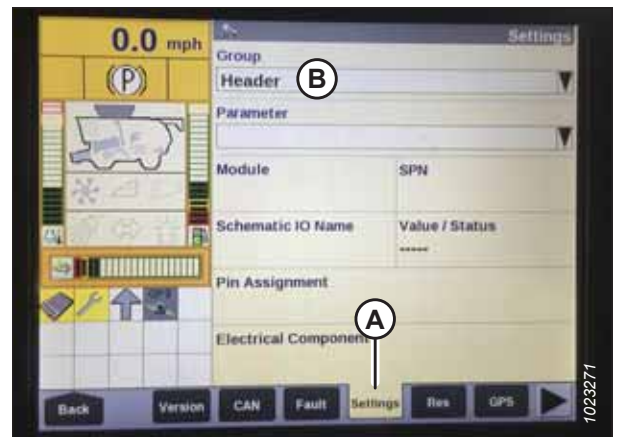 0.0 mph
Settings
(P)
Group
Header
B
Parameter
Module
SPN
Schematic IO Name
Value / Status
-----
Pin Assignment
A
Electrical Component
Back
Version
CAN
Fault
Settings
Res
GPS
1023271